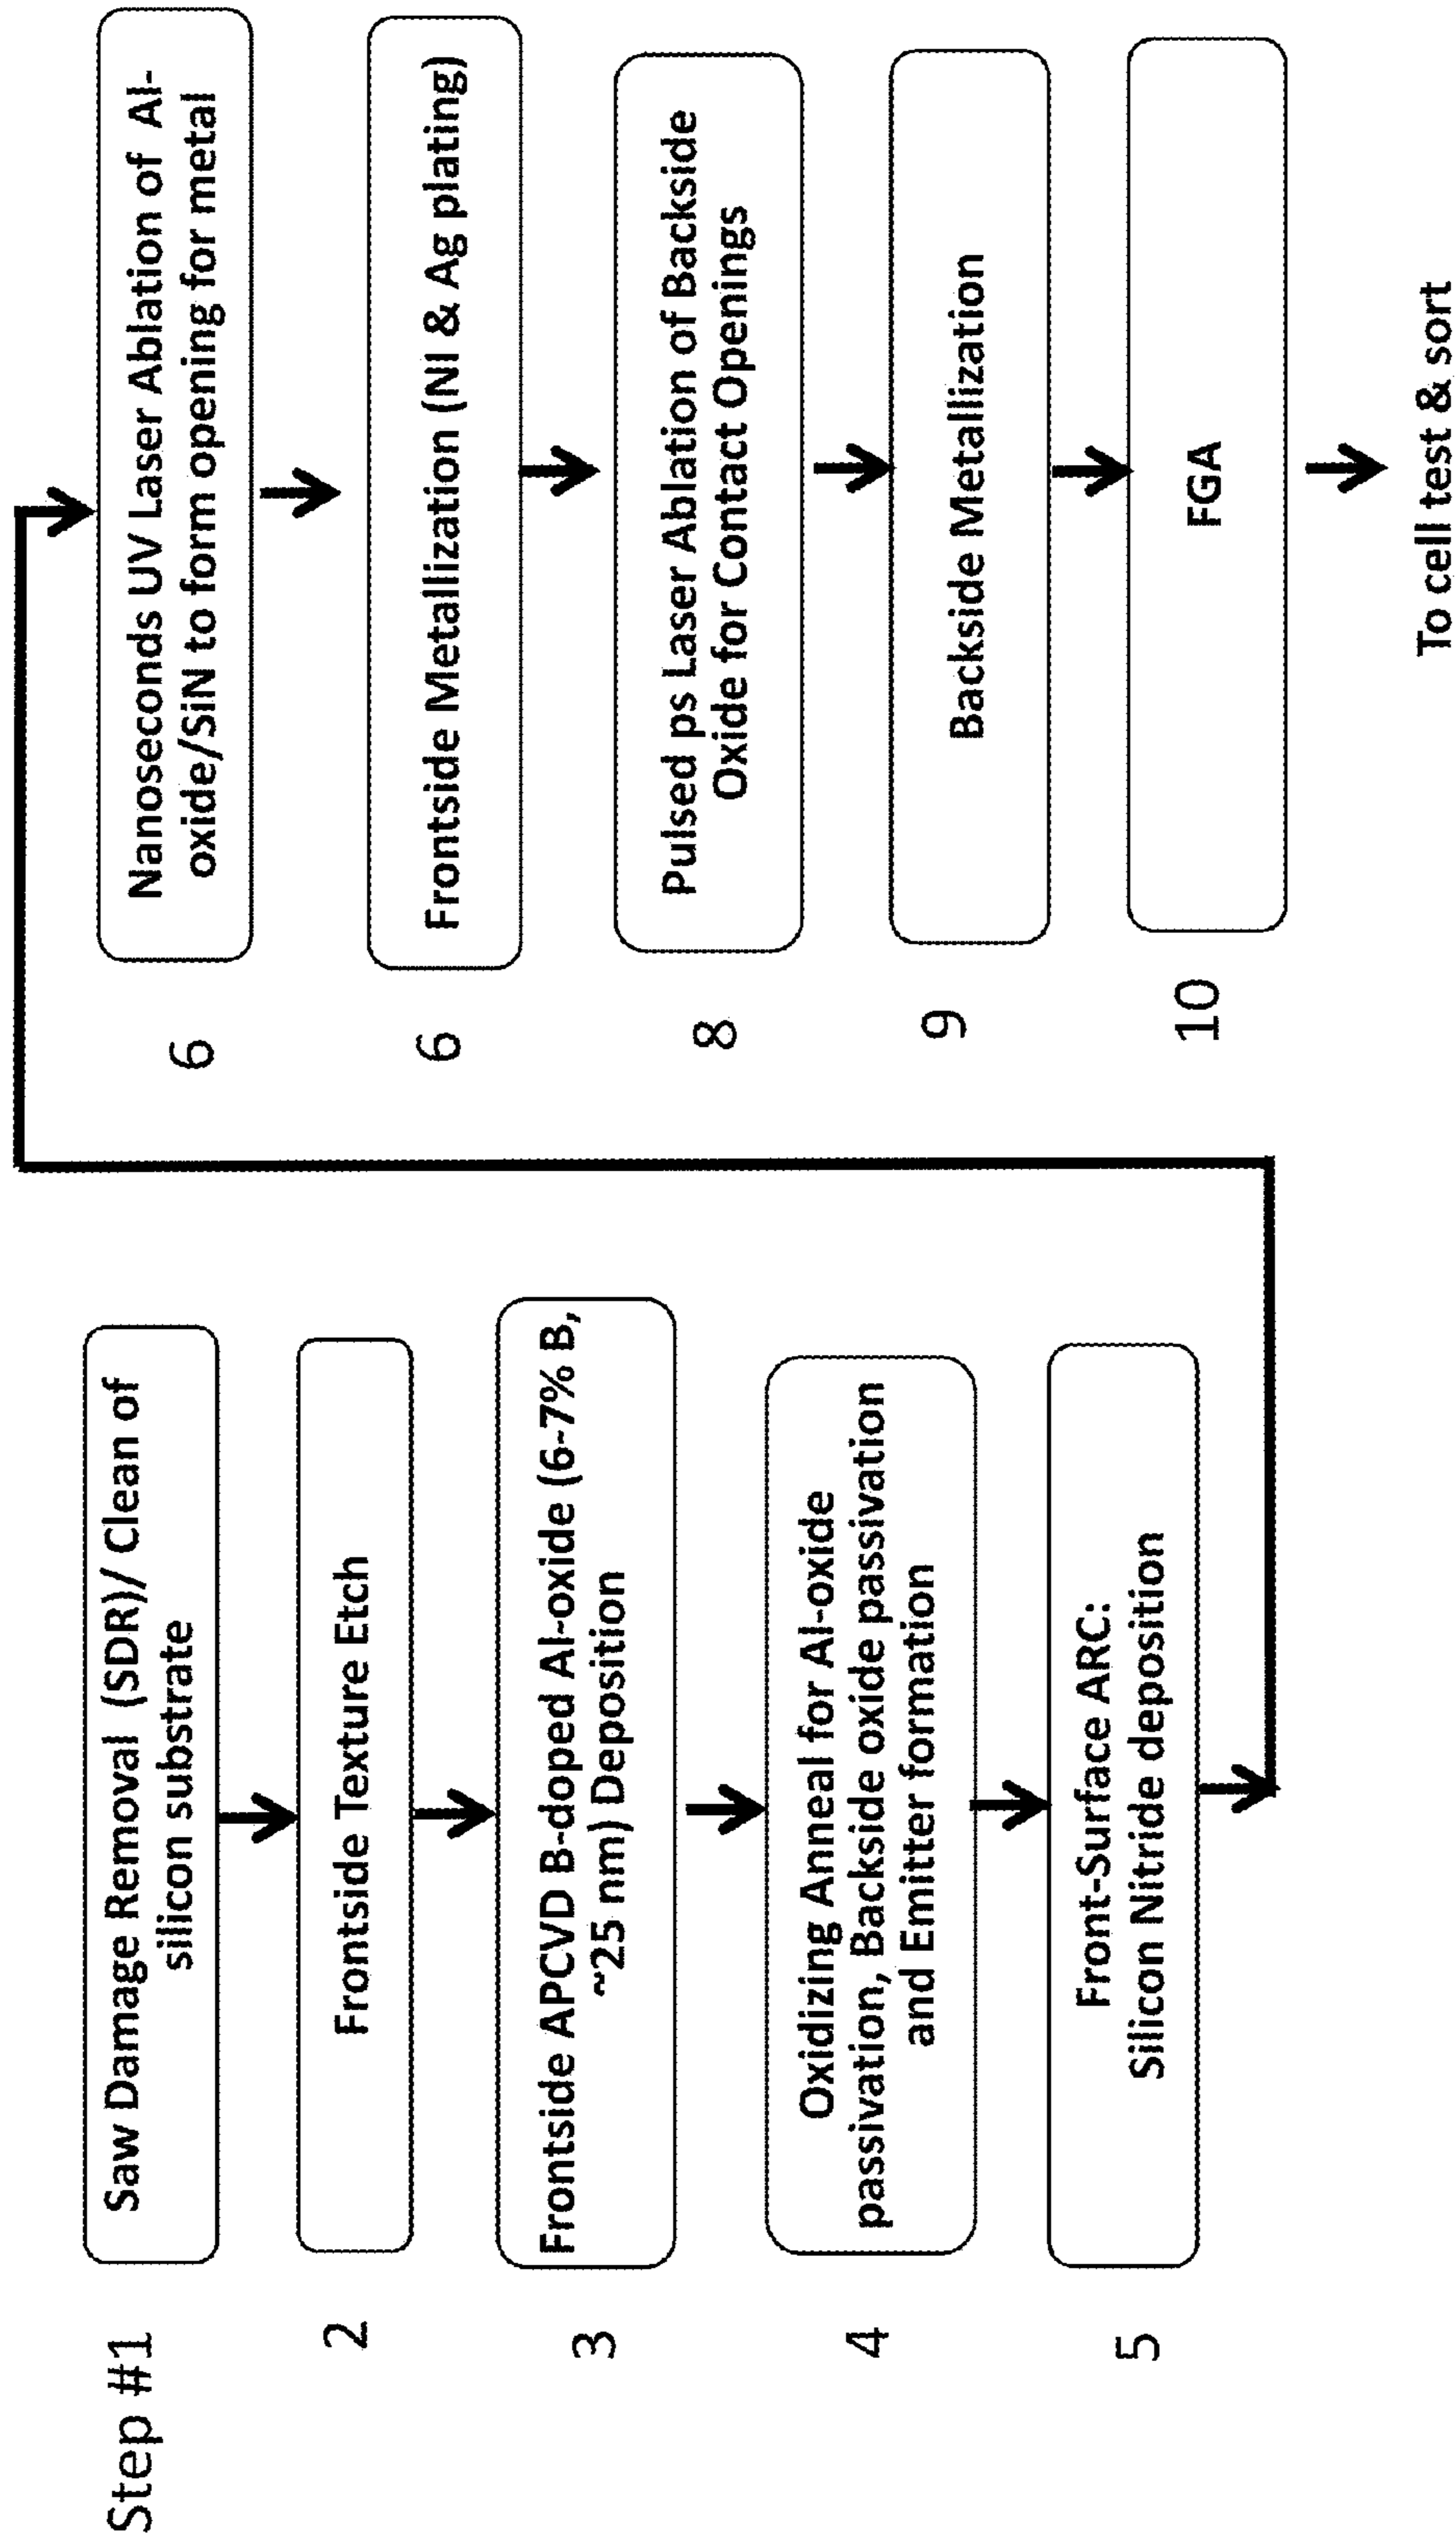 Step #1
Saw Damage Removal (SDR)/ Clean of
silicon substrate
2
Frontside Texture Etch
3
Frontside APCVD B-doped Al-oxide (6-7% B,
~25 nm) Deposition
4
Oxidizing Anneal for Al-oxide
passivation, Backside oxide passivation
and Emitter formation
5
Front-Surface ARC:
Silicon Nitride deposition
6
Nanoseconds UV Laser Ablation of Al-
oxide/SiN to form opening for metal
6
Frontside Metallization (NI & Ag plating)
8
Pulsed ps Laser Ablation of Backside
Oxide for Contact Openings
9
Backside Metallization
10
FGA
To cell test & sort